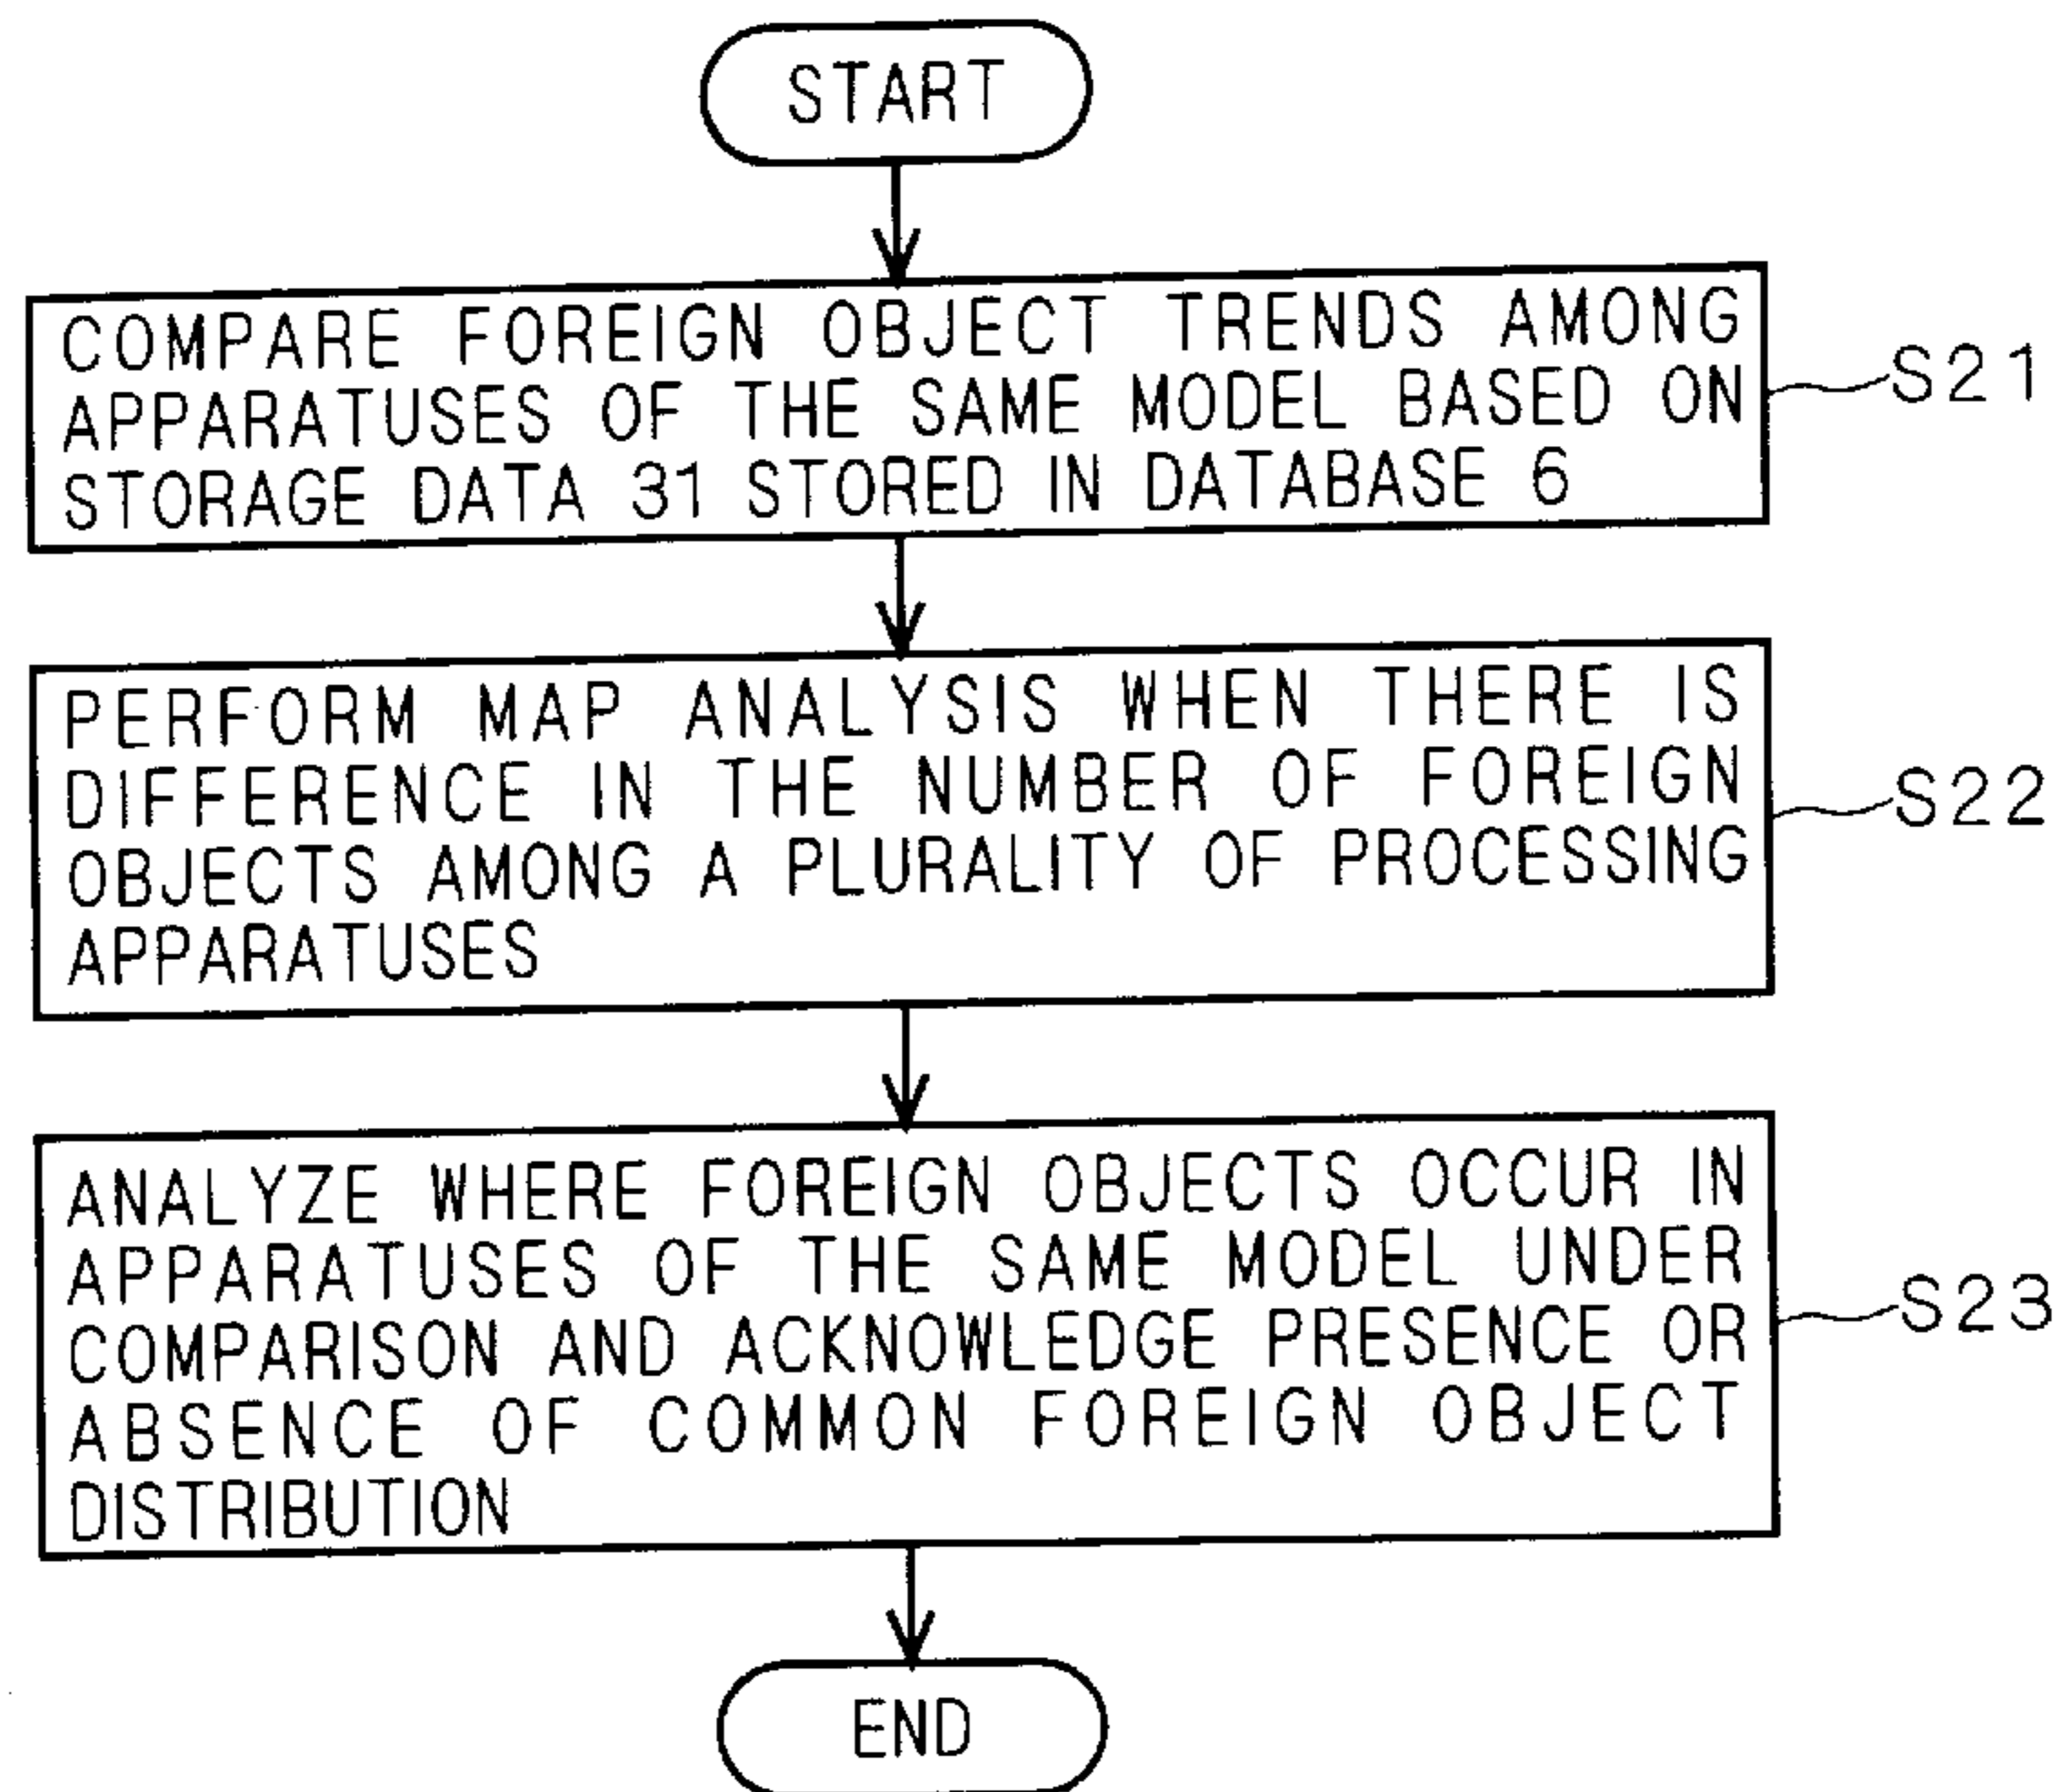 START
COMPARE FOREIGN OBJECT TRENDS AMONG
APPARATUSES OF THE SAME MODEL BASED ON
STORAGE DATA 31 STORED IN DATABASE 6
S21
PERFORM MAP ANALYSIS WHEN THERE IS
DIFFERENCE IN THE NUMBER OF FOREIGN
OBJECTS AMONG A PLURALITY OF PROCESSING
APPARATUSES
S22
ANALYZE WHERE FOREIGN OBJECTS OCCUR IN
APPARATUSES OF THE SAME MODEL UNDER
COMPARISON AND ACKNOWLEDGE PRESENCE OR
ABSENCE OF COMMON FOREIGN OBJECT
DISTRIBUTION
S23
END